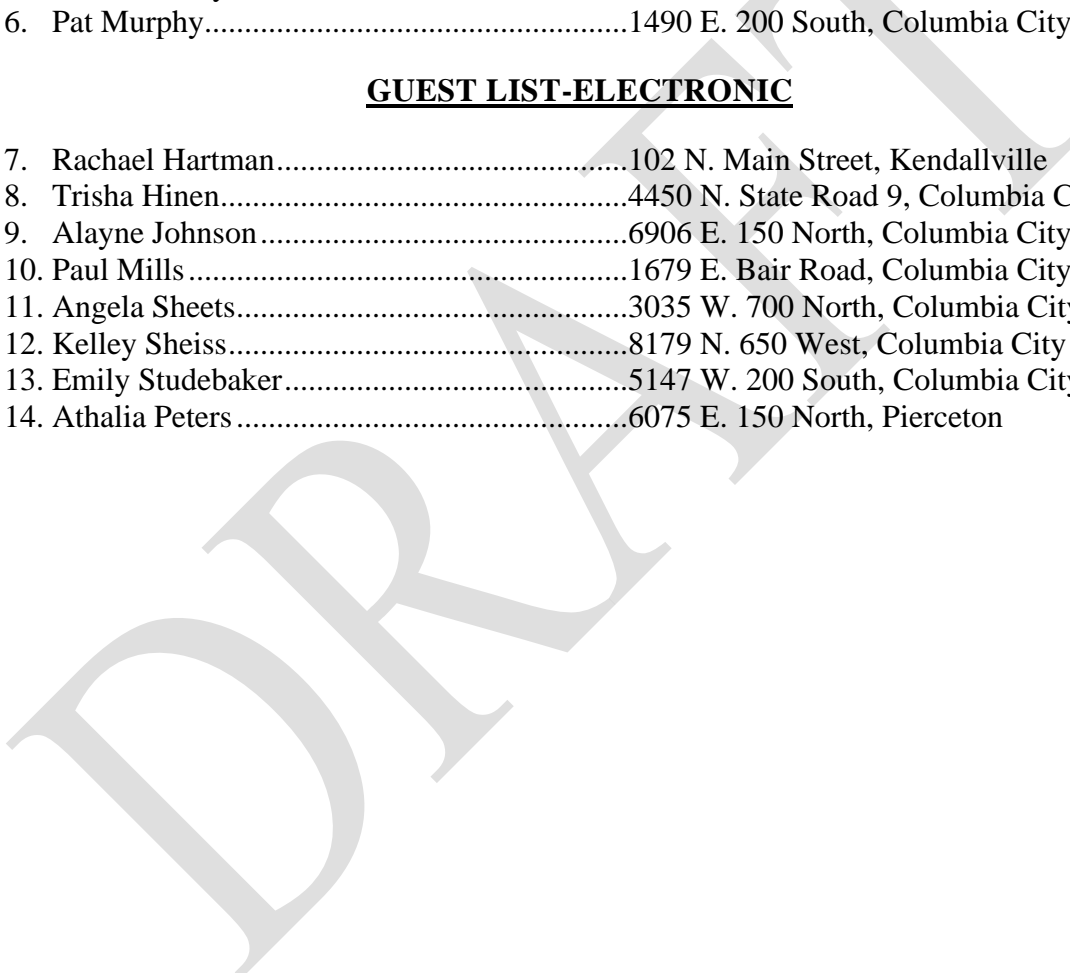 6. Pat Murphy.....................................................1490 E. 200 South, Columbia City
GUEST LIST-ELECTRONIC
7. Rachael Hartman............................................102 N. Main Street, Kendallville
8. Trisha Hinen...................................................4450 N. State Road 9, Columbia
9. Alayne Johnson..............................................6906 E. 150 North, Columbia City
10. Paul Mills.......................................................1679 E. Bair Road, Columbia City
11. Angela Sheets.................................................3035 W. 700 North, Columbia City
12. Kelley Sheiss..................................................8179 N. 650 West, Columbia City
13. Emily Studebaker...........................................5147 W. 200 South, Columbia City
14. Athalia Peters.................................................6075 E. 150 North, Pierceton
DRAFT